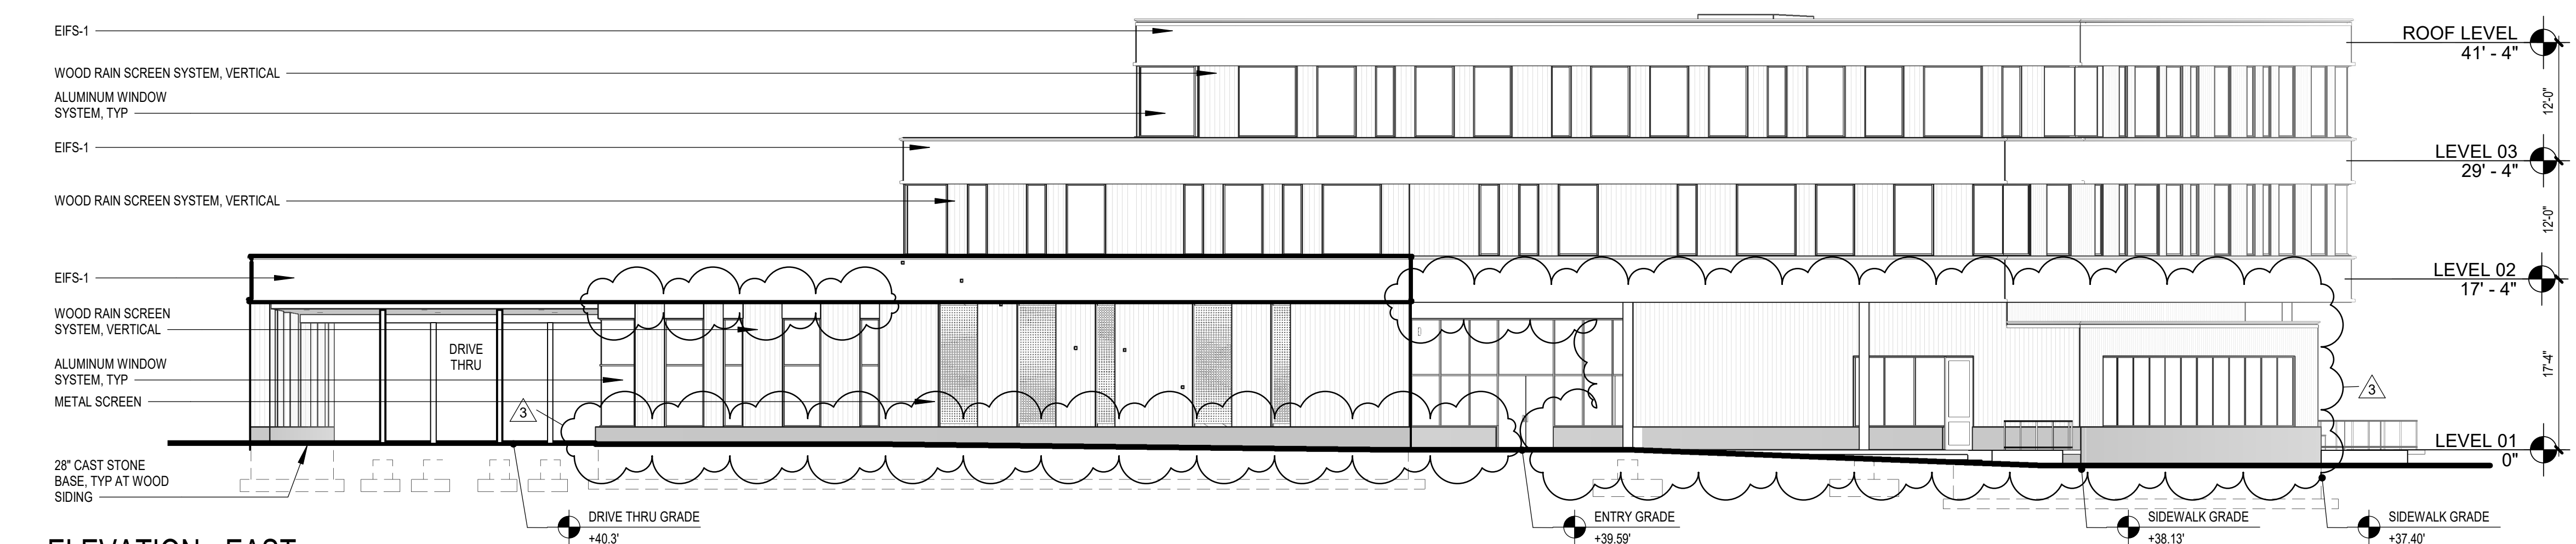 EIFS-1
WOOD RAIN SCREEN SYSTEM, VERTICAL
ALUMINUM WINDOW
SYSTEM, TYP
EIFS-1
WOOD RAIN SCREEN SYSTEM, VERTICAL
EIFS-1
WOOD RAIN SCREEN
SYSTEM, VERTICAL
ALUMINUM WINDOW
SYSTEM, TYP
METAL SCREEN
28" CAST STONE
BASE, TYP AT WOOD
SIDING
DRIVE
THRU
3
3
ROOF LEVEL
41' - 4"
12'-0"
LEVEL 03
29' - 4"
12'-0"
LEVEL 02
17' - 4"
17'-4"
LEVEL 01
0"
DRIVE THRU GRADE
+40.3'
ENTRY GRADE
+39.59'
SIDEWALK GRADE
+38.13'
SIDEWALK GRADE
+37.40'
ELEVATION - EAST